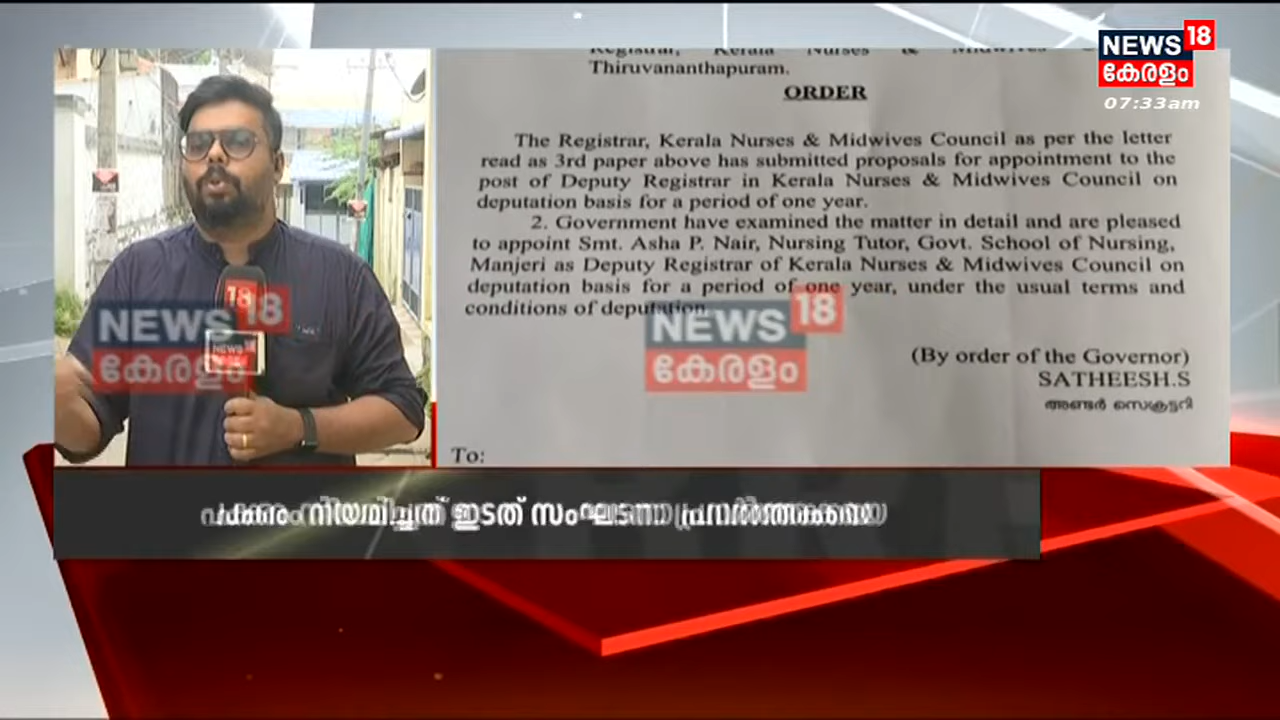 NEWS 18
കേരളം
07:33am
Thiruvananthapuram.
ORDER
The Registrar, Kerala Nurses & Midwives Council as per the letter
read as 3rd paper above has submitted proposals for appointment to the
post of Deputy Registrar in Kerala Nurses & Midwives Council on
deputation basis for a period of one year.
2. Government have examined the matter in detail and are pleased
to appoint Smt. Asha P. Nair, Nursing Tutor, Govt. School of Nursing,
Manjeri as Deputy Registrar of Kerala Nurses & Midwives Council on
deputation basis for a period of one year, under the usual terms and
conditions of deputation.
(By order of the Governor)
SATHEESH.S
അണ്ടർ സെക്രട്ടറി
To:
NEWS 18
കേരളം
18
NEWS 18
NEWS 18
കേരളം
നിയമിച്ചത് ഇടത് സംഘടനാ